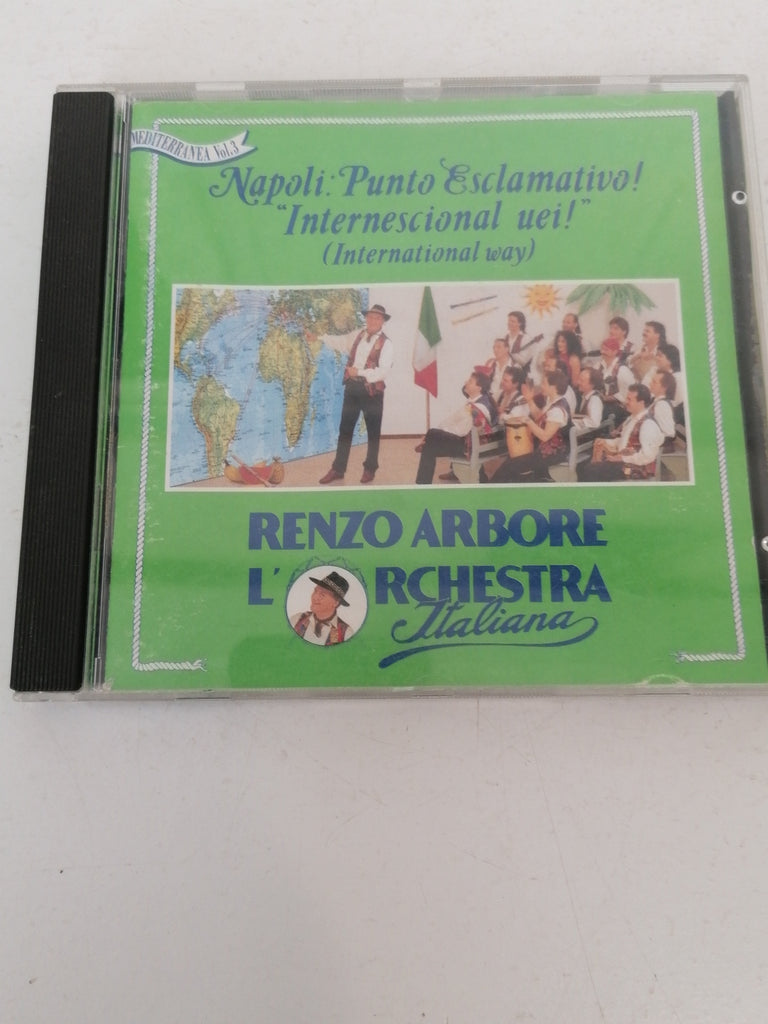 MEDITERRANEA Vol.3
Napoli: Punto Esclamativo!
"Internescional uei!"
(International way)
RENZO ARBORE
L'ORCHESTRA
Italiana